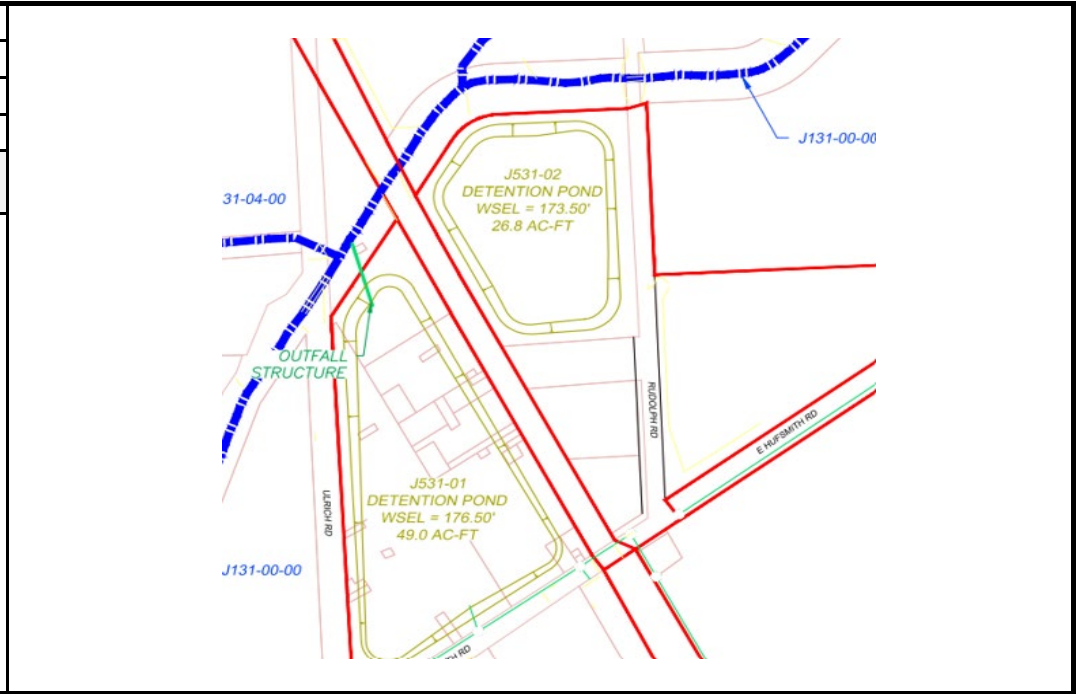 J131-00-00
J531-02
DETENTION POND
WSEL = 173.50'
26.8 AC-FT
31-04-00
OUTFALL
STRUCTURE
RUDOLPH RD
E HUFSMITH RD
J531-01
DETENTION POND
WSEL = 176.50'
49.0 AC-FT
ULRICH RD
J131-00-00
TH RD